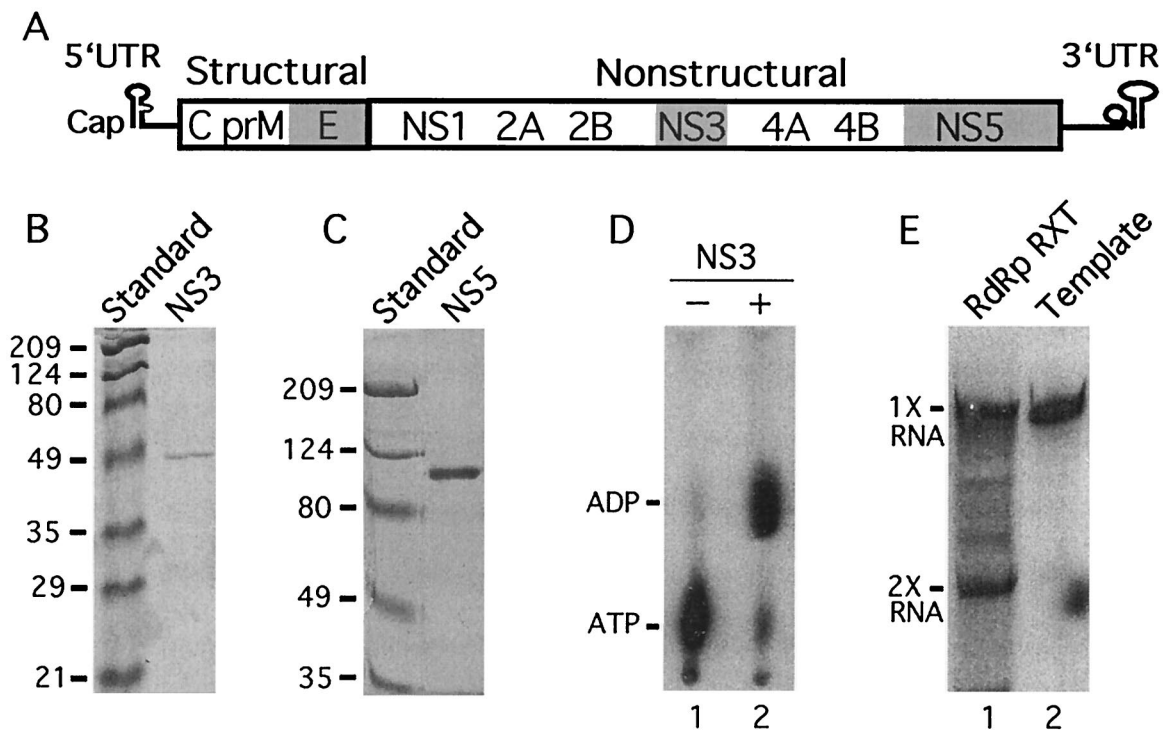 A
5‘UTR
Structural
Nonstructural
3‘UTR
Cap
C prM E NS1 2A 2B NS3 4A 4B NS5
B
Standard
NS3
209
124
80
49
35
29
21
C
Standard
NS5
209
124
80
49
35
D
NS3
– +
ADP
ATP
1 2
E
RdRp RXT
Template
1X
RNA
2X
RNA
1 2